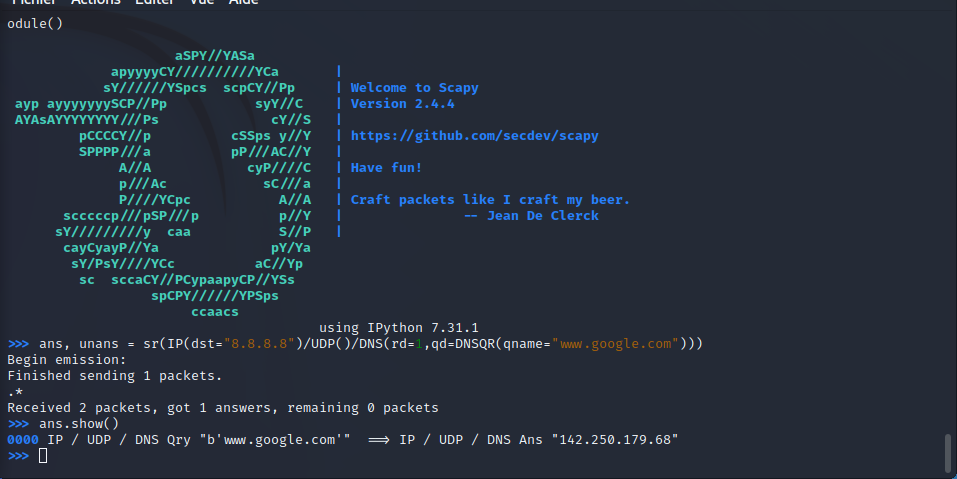 Fichier Actions Éditer Vue Aide
odule()
aSPY//YASa
apyyyyCY//////////YCa       |
sY//////YSpcs  scpCY//Pp     | Welcome to Scapy
ayp ayyyyyyySCP//Pp           syY//C    | Version 2.4.4
AYAsAYYYYYYYY///Ps              cY//S    |
pCCCCY//p          cSSps y//Y    | https://github.com/secdev/scapy
SPPPP///a          pP///AC//Y    |
A//A            cyP////C    | Have fun!
p///Ac            sC///a    |
P////YCpc           A//A    | Craft packets like I craft my beer.
scccccp///pSP///p          p//Y    |               -- Jean De Clerck
sY/////////y  caa           S//P    |
cayCyayP//Ya              pY/Ya
sY/PsY////YCc          aC//Yp
sc  sccaCY//PCypaapyCP//YSs
spCPY//////YPSps
ccaacs
using IPython 7.31.1
>>> ans, unans = sr(IP(dst="8.8.8.8")/UDP()/DNS(rd=1,qd=DNSQR(qname="www.google.com")))
Begin emission:
Finished sending 1 packets.
.*
Received 2 packets, got 1 answers, remaining 0 packets
>>> ans.show()
0000 IP / UDP / DNS Qry "b'www.google.com'"  ==> IP / UDP / DNS Ans "142.250.179.68"
>>>